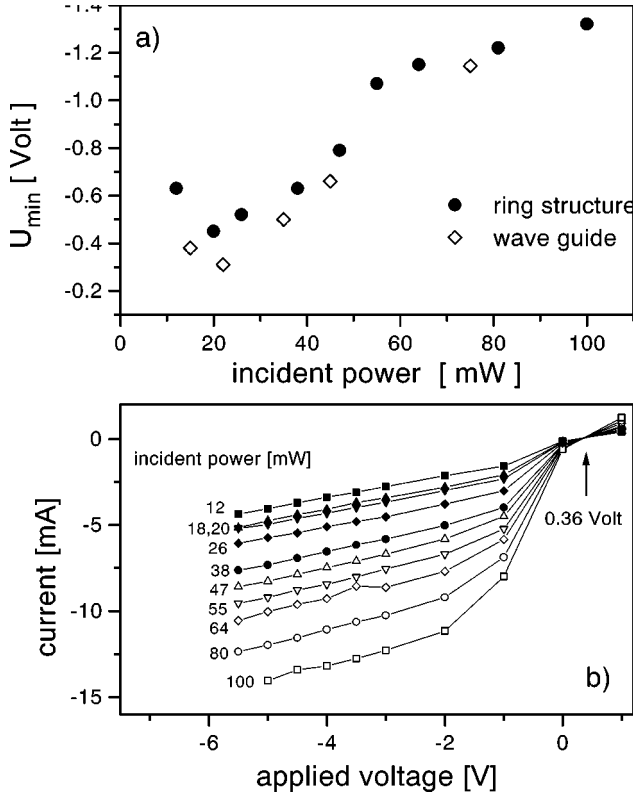 -1.4
a)
-1.2
-1.0
-0.8
-0.6
-0.4
-0.2
U_min [ Volt ]
ring structure
wave guide
0 20 40 60 80 100
incident power [ mW ]
0
-5
-10
-15
current [mA]
incident power [mW]
12
18,20
26
38
47
55
64
80
100
0.36 Volt
b)
-6 -4 -2 0
applied voltage [V]